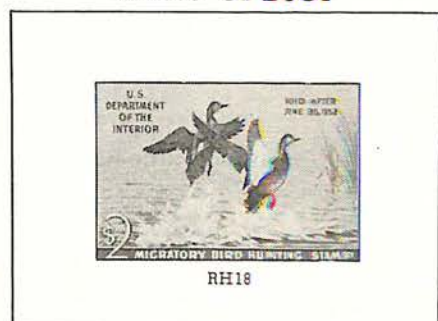 U.S.
DEPARTMENT
OF THE
INTERIOR
VOID AFTER
JUNE 30, 1952
$2
MIGRATORY BIRD HUNTING STAMP
RH18